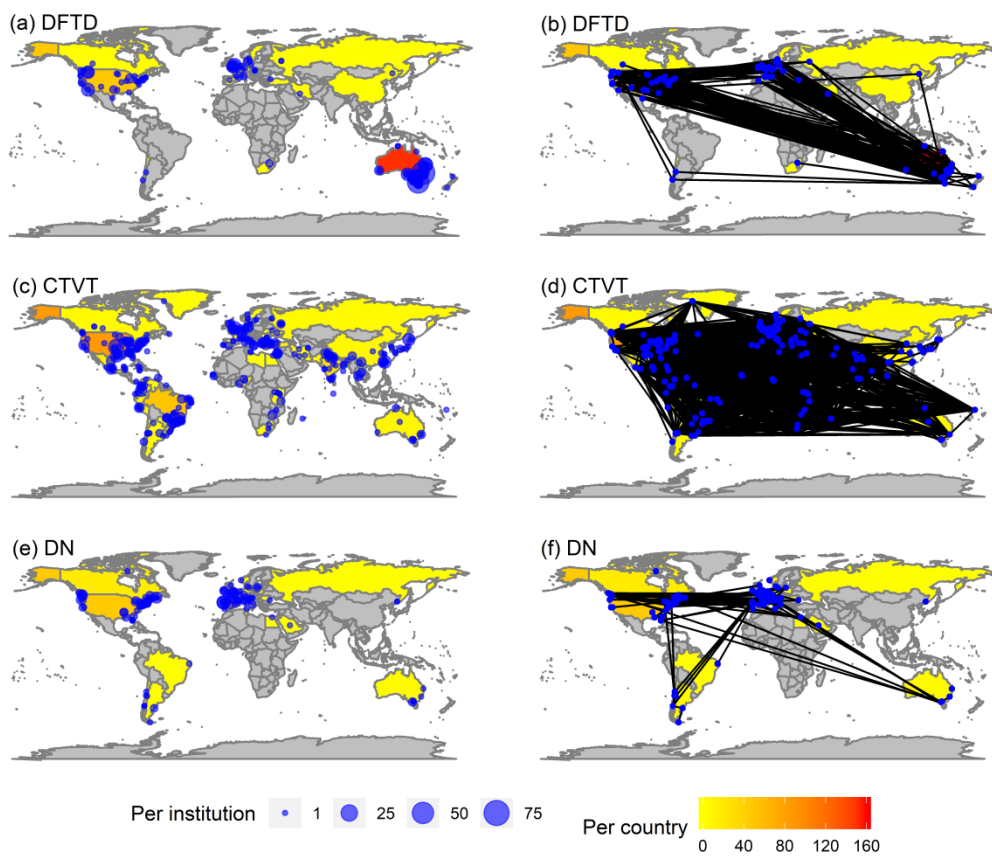 (a) DFTD
(b) DFTD
(c) CTVT
(d) CTVT
(e) DN
(f) DN
Per institution 1 25 50 75
Per country
0 40 80 120 160